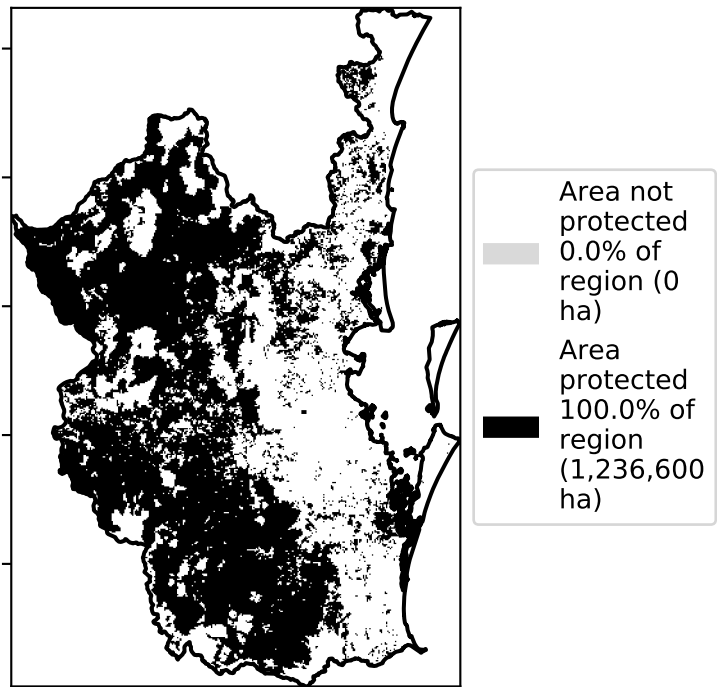 Area not
protected
0.0% of
region (0
ha)
Area
protected
100.0% of
region
(1,236,600
ha)